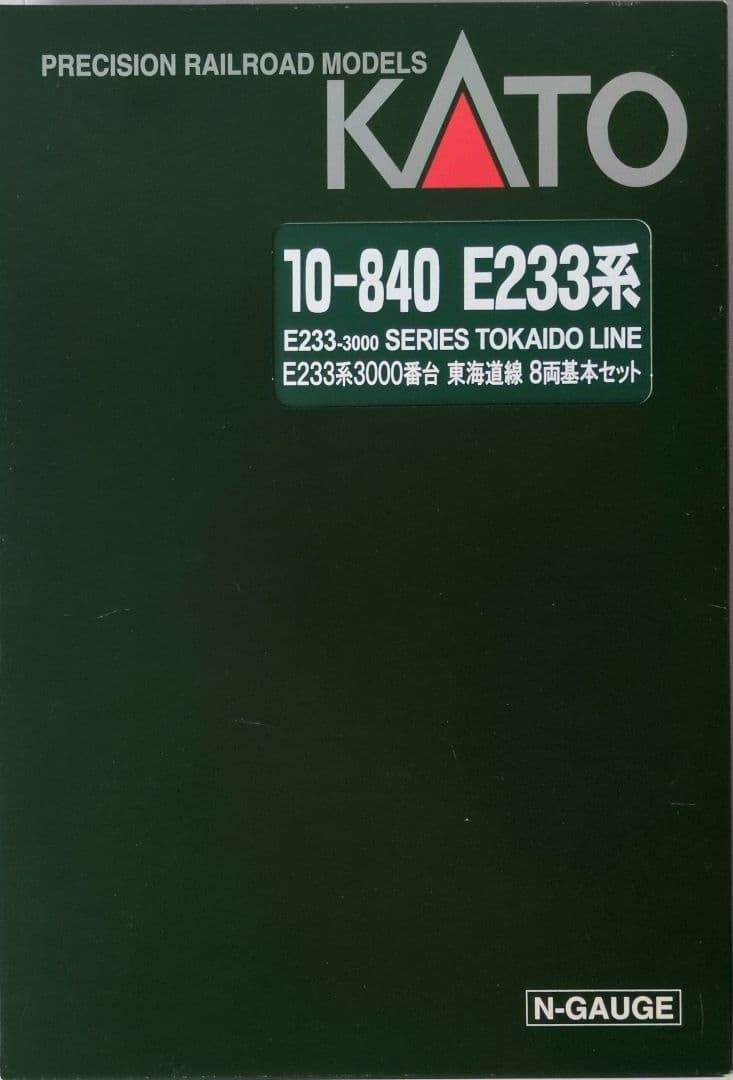 PRECISION RAILROAD MODELS
KATO
10-840 E233系
E233-3000 SERIES TOKAIDO LINE
E233系3000番台 東海道線 8両基本セット
N-GAUGE